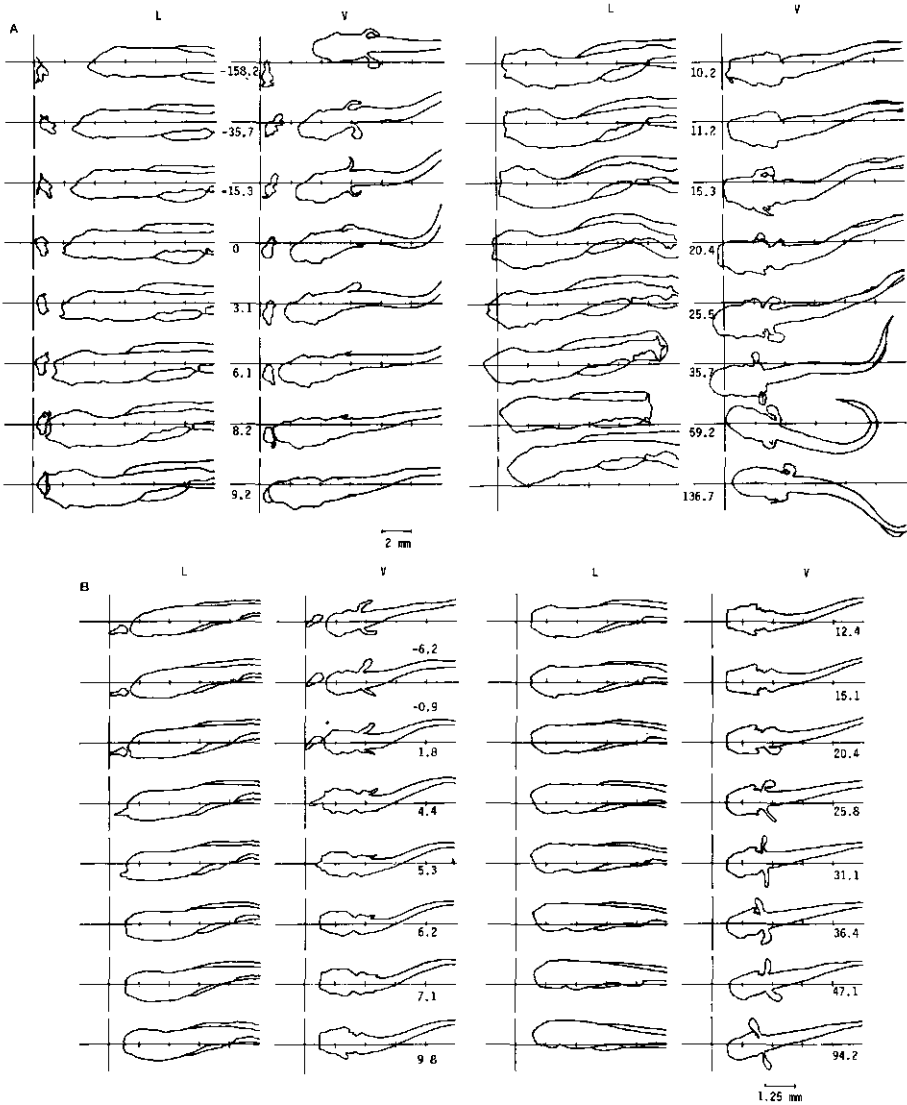 L V L V
A
-158.2 10.2
-35.7 11.2
-15.3 15.3
0 20.4
3.1 25.5
6.1 35.7
8.2 59.2
9.2 136.7
2 mm
L V L V
B
-6.2 12.4
-0.9 15.1
1.8 20.4
4.4 25.8
5.3 31.1
6.2 36.4
7.1 47.1
9 8 94.2
1.25 mm